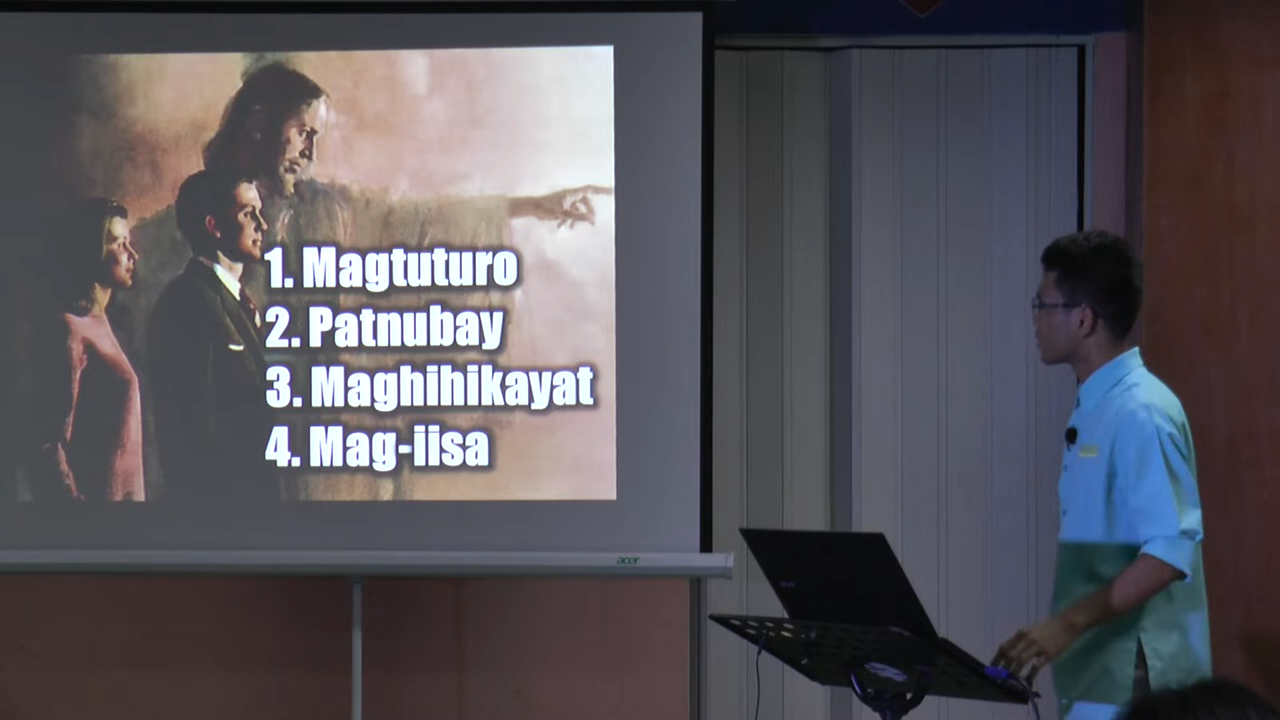 1. Magtuturo
2. Patnubay
3. Maghihikayat
4. Mag-iisa
acer